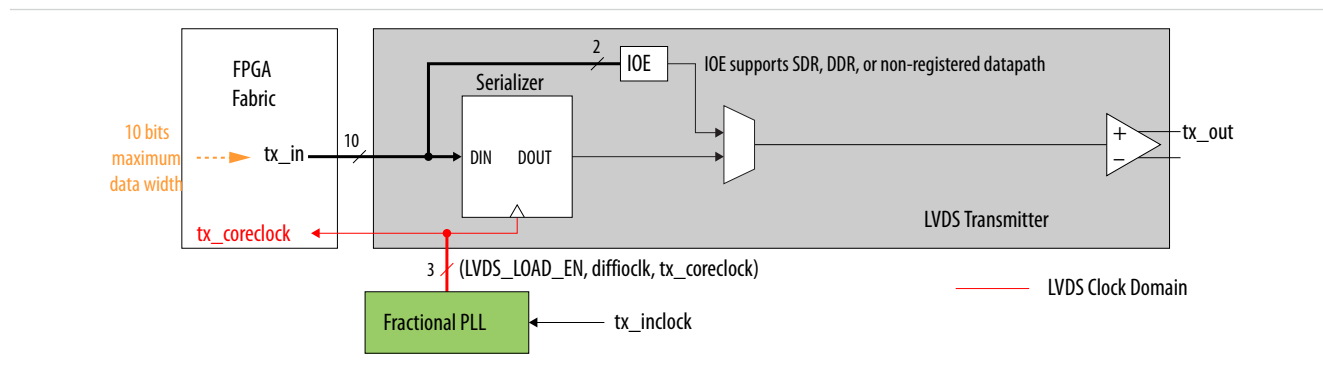 FPGA
Fabric
10 bits
maximum
data width
tx_in
10
tx_coreclock
2
IOE
IOE supports SDR, DDR, or non-registered datapath
Serializer
DIN
DOUT
+
−
tx_out
LVDS Transmitter
3
(LVDS_LOAD_EN, diffioclk, tx_coreclock)
LVDS Clock Domain
Fractional PLL
tx_inclock